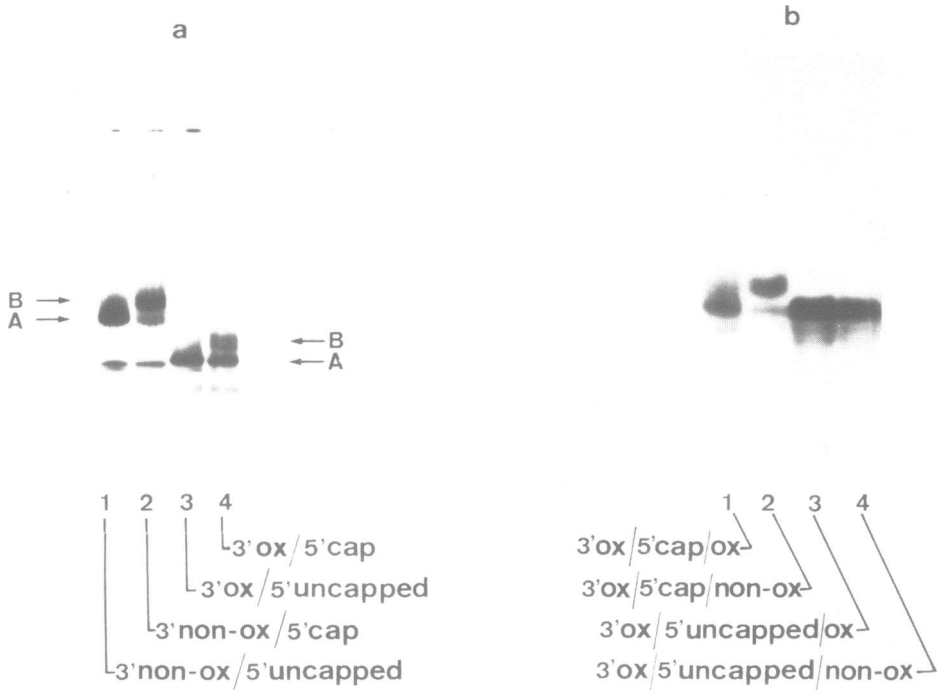 a
b
B →
A →
← B
← A
1 2 3 4
3'ox/5'cap
3'ox/5'uncapped
3'non-ox/5'cap
3'non-ox/5'uncapped
1 2 3 4
3'ox/5'cap/ox
3'ox/5'cap/non-ox
3'ox/5'uncapped/ox
3'ox/5'uncapped/non-ox